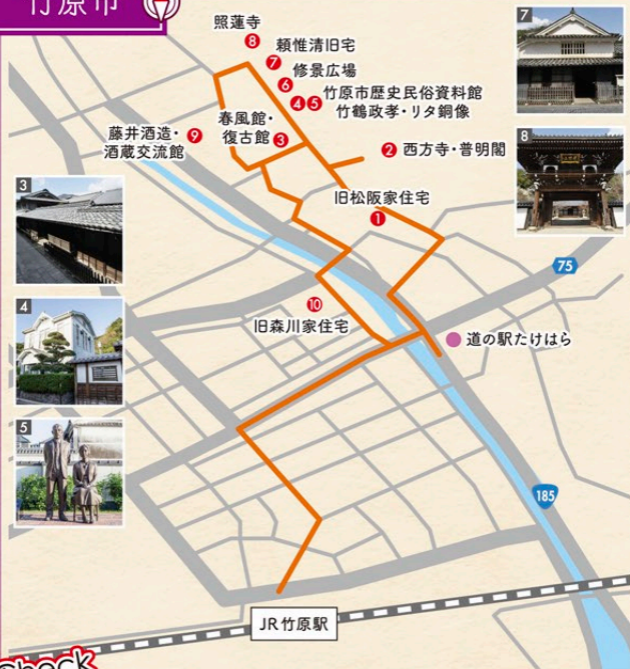 竹原市
照蓮寺
8
頼惟清旧宅
7
修景広場
6
竹原市歴史民俗資料館
4 5
竹鶴政孝・リタ銅像
春風館・
復古館 3
藤井酒造・
酒蔵交流館
9
2 西方寺・普明閣
旧松阪家住宅
1
75
10
旧森川家住宅
道の駅たけはら
185
JR竹原駅
Check
7
8
3
4
5